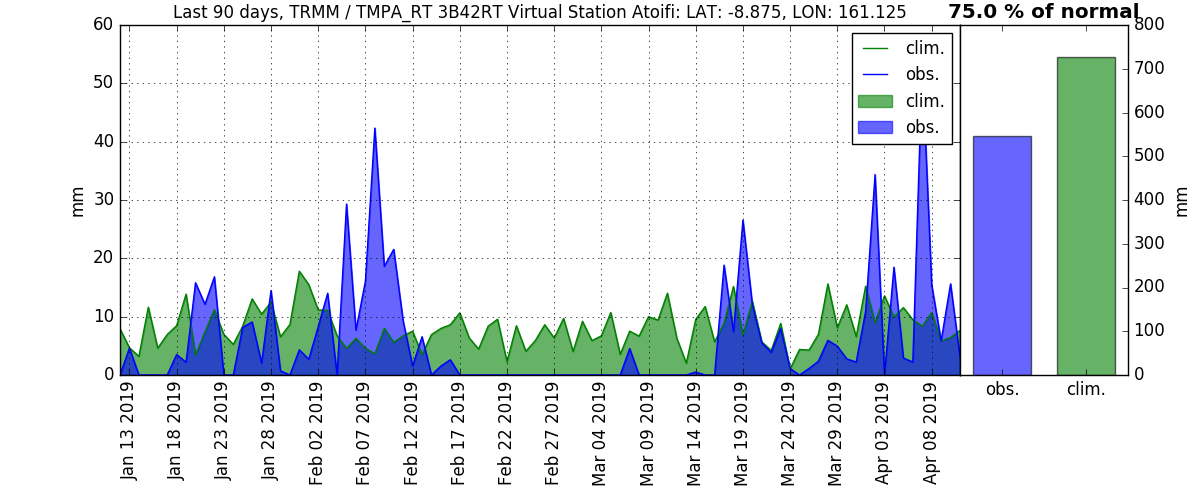 Last 90 days, TRMM / TMPA_RT 3B42RT Virtual Station Atoifi: LAT: -8.875, LON: 161.125
75.0 % of normal
mm
60
50
40
30
20
10
0
clim.
obs.
clim.
obs.
Jan 13 2019
Jan 18 2019
Jan 23 2019
Jan 28 2019
Feb 02 2019
Feb 07 2019
Feb 12 2019
Feb 17 2019
Feb 22 2019
Feb 27 2019
Mar 04 2019
Mar 09 2019
Mar 14 2019
Mar 19 2019
Mar 24 2019
Mar 29 2019
Apr 03 2019
Apr 08 2019
800
700
600
500
400
300
200
100
0
mm
obs.
clim.